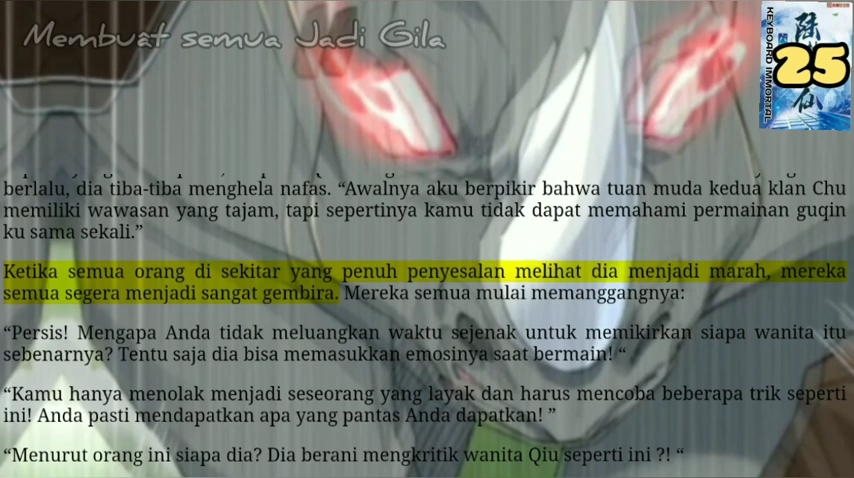 Membuat semua Jadi Gila
KEYBOARD IMMORTAL
25
berlalu, dia tiba-tiba menghela nafas. “Awalnya aku berpikir bahwa tuan muda kedua klan Chu
memiliki wawasan yang tajam, tapi sepertinya kamu tidak dapat memahami permainan guqin
ku sama sekali.”
Ketika semua orang di sekitar yang penuh penyesalan melihat dia menjadi marah, mereka
semua segera menjadi sangat gembira. Mereka semua mulai memanggangnya:
“Persis! Mengapa Anda tidak meluangkan waktu sejenak untuk memikirkan siapa wanita itu
sebenarnya? Tentu saja dia bisa memasukkan emosinya saat bermain! “
“Kamu hanya menolak menjadi seseorang yang layak dan harus mencoba beberapa trik seperti
ini! Anda pasti mendapatkan apa yang pantas Anda dapatkan! ”
“Menurut orang ini siapa dia? Dia berani mengkritik wanita Qiu seperti ini ?! “